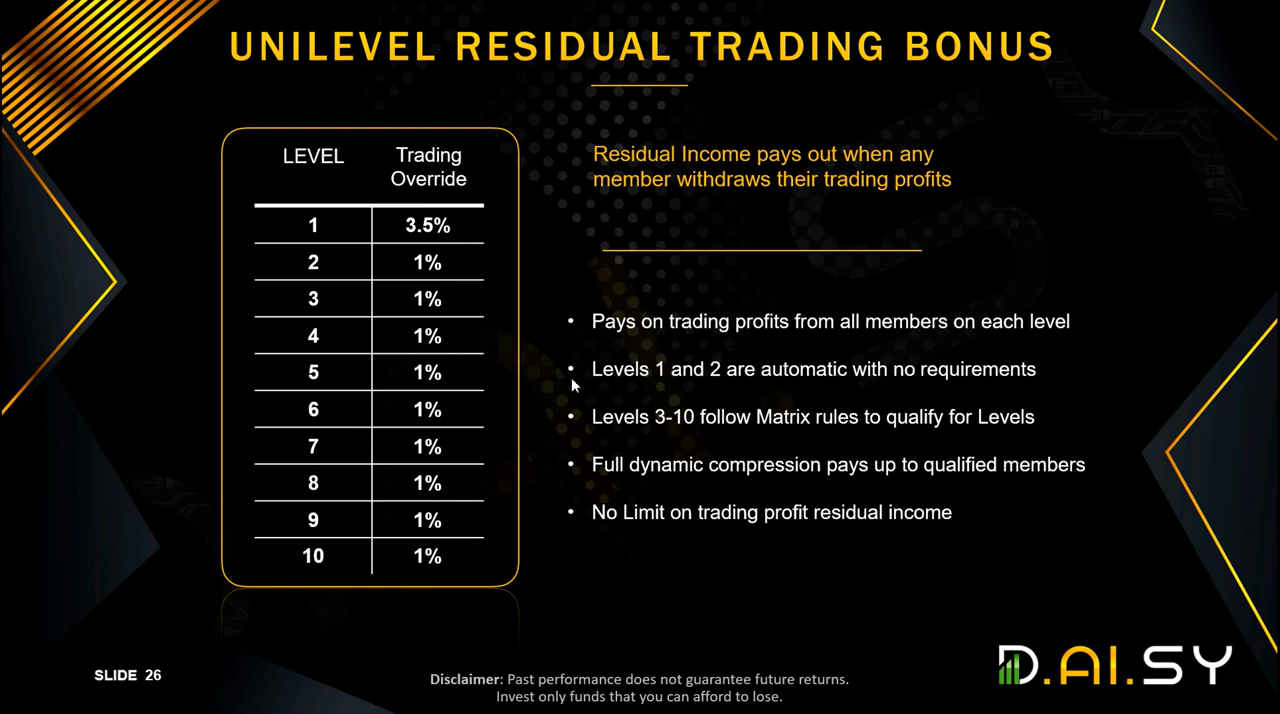 UNILEVEL RESIDUAL TRADING BONUS
LEVEL Trading
Override
1 3.5%
2 1%
3 1%
4 1%
5 1%
6 1%
7 1%
8 1%
9 1%
10 1%
Residual Income pays out when any
member withdraws their trading profits
• Pays on trading profits from all members on each level
• Levels 1 and 2 are automatic with no requirements
• Levels 3-10 follow Matrix rules to qualify for Levels
• Full dynamic compression pays up to qualified members
• No Limit on trading profit residual income
SLIDE 26
Disclaimer: Past performance does not guarantee future returns.
Invest only funds that you can afford to lose.
D.AI.SY